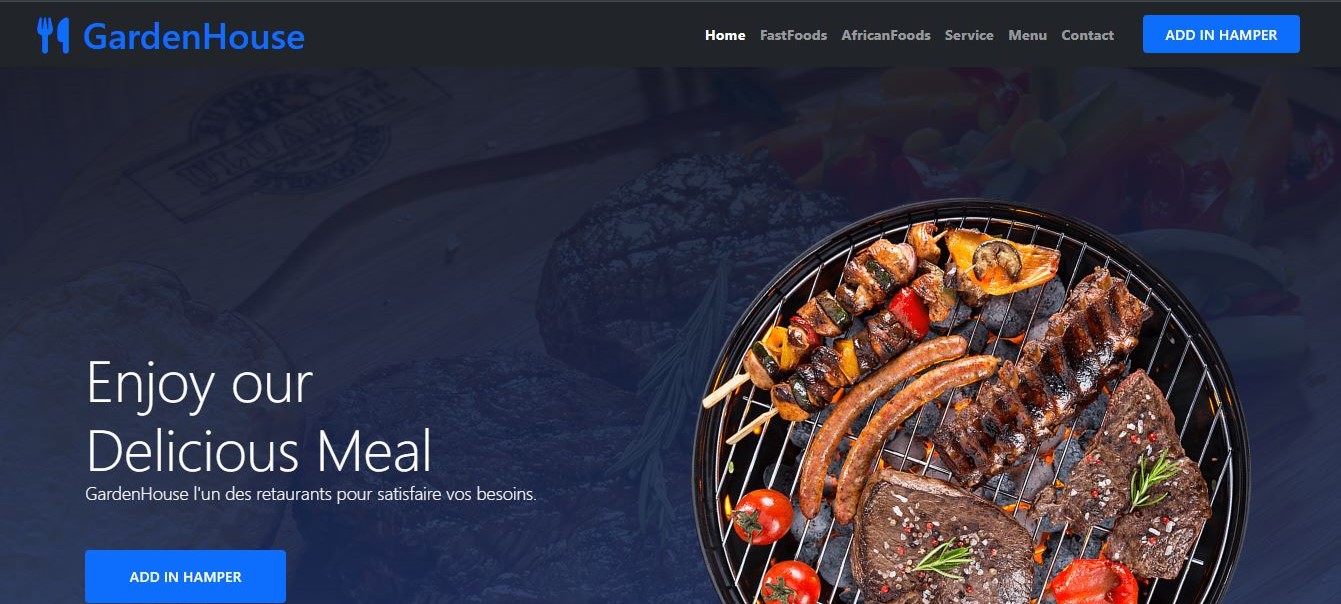 GardenHouse
Home FastFoods AfricanFoods Service Menu Contact ADD IN HAMPER
Enjoy our
Delicious Meal
GardenHouse l'un des retaurants pour satisfaire vos besoins.
ADD IN HAMPER